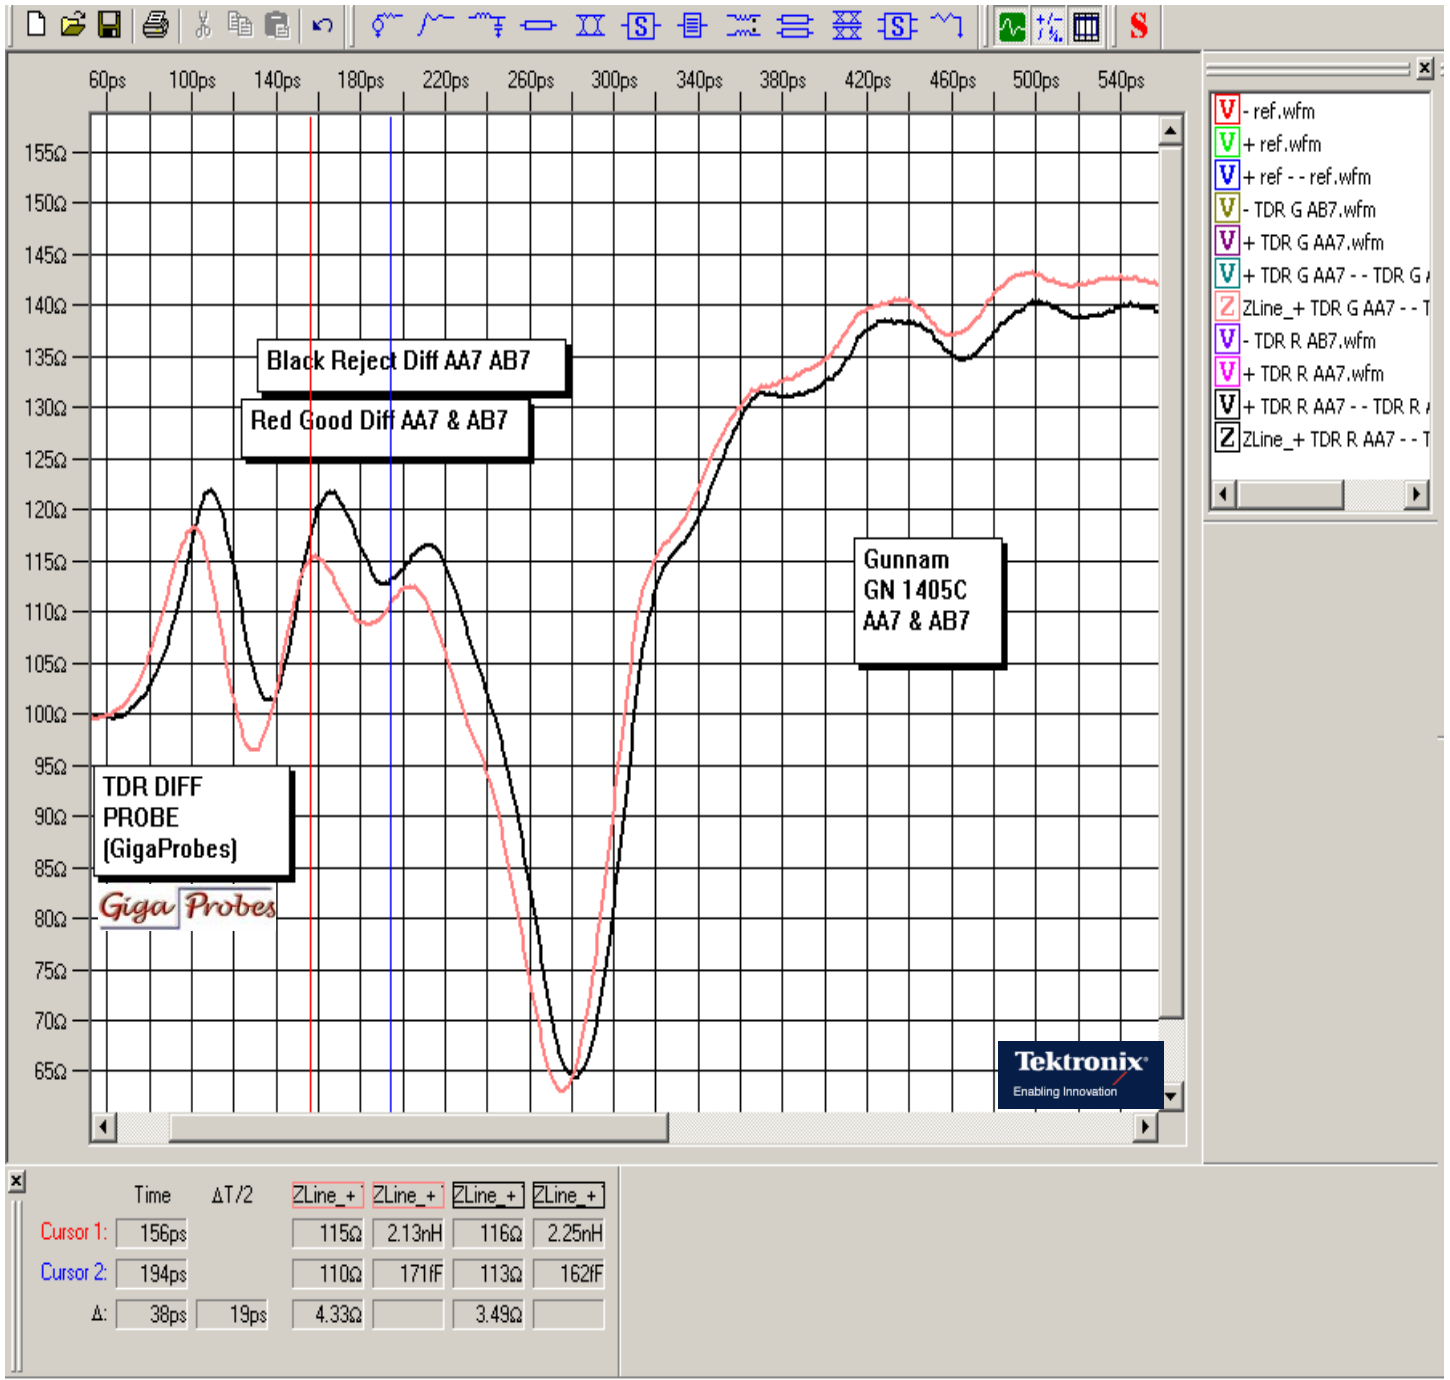 S S S
60ps 100ps 140ps 180ps 220ps 260ps 300ps 340ps 380ps 420ps 460ps 500ps 540ps
155Ω
150Ω
145Ω
140Ω
135Ω
130Ω
125Ω
120Ω
115Ω
110Ω
105Ω
100Ω
95Ω
90Ω
85Ω
80Ω
75Ω
70Ω
65Ω
Black Reject Diff AA7 AB7
Red Good Diff AA7 & AB7
Gunnam
GN 1405C
AA7 & AB7
TDR DIFF
PROBE
(GigaProbes)
Giga Probes
Tektronix
Enabling Innovation
V - ref.wfm
V + ref.wfm
V + ref - - ref.wfm
V - TDR G AB7.wfm
V + TDR G AA7.wfm
V + TDR G AA7 - - TDR G
Z ZLine_+ TDR G AA7 - - T
V - TDR R AB7.wfm
V + TDR R AA7.wfm
V + TDR R AA7 - - TDR R
Z ZLine_+ TDR R AA7 - - T
Time ΔT/2 ZLine_+ ZLine_+ ZLine_+ ZLine_+
Cursor 1: 156ps 115Ω 2.13nH 116Ω 2.25nH
Cursor 2: 194ps 110Ω 171fF 113Ω 162fF
Δ: 38ps 19ps 4.33Ω 3.49Ω